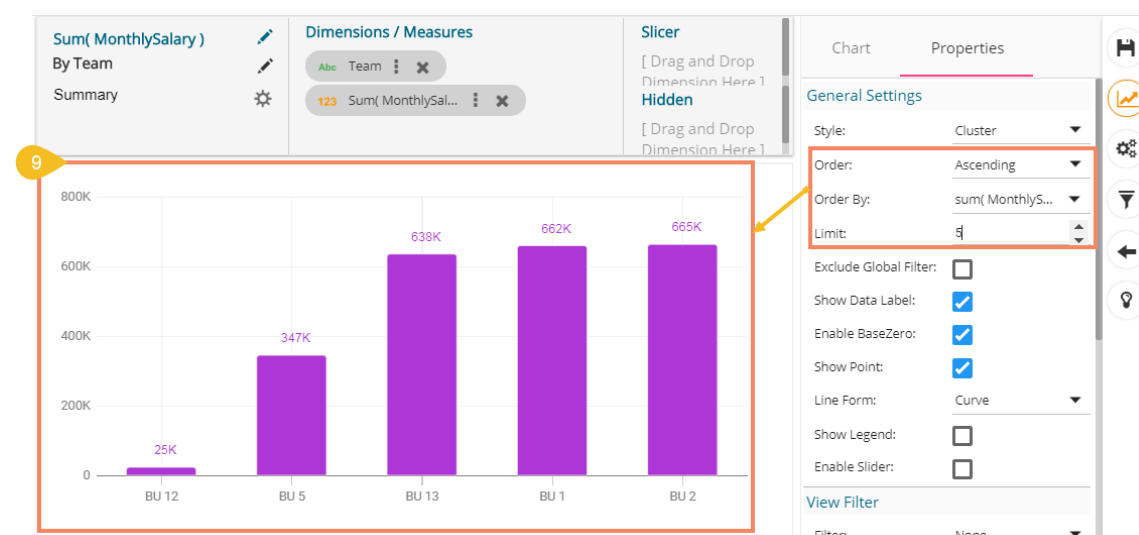 Sum( MonthlySalary )
By Team
Summary
Dimensions / Measures
Abc Team
123 Sum( MonthlySal...
Slicer
[ Drag and Drop
Dimension Here ]
Hidden
[ Drag and Drop
Dimension Here ]
Chart Properties
General Settings
Style: Cluster
Order: Ascending
Order By: sum( MonthlyS...
Limit: 5
Exclude Global Filter:
Show Data Label:
Enable BaseZero:
Show Point:
Line Form: Curve
Show Legend:
Enable Slider:
View Filter
Filter: None
9
800K
600K
400K
200K
0
25K
347K
638K
662K
665K
BU 12
BU 5
BU 13
BU 1
BU 2